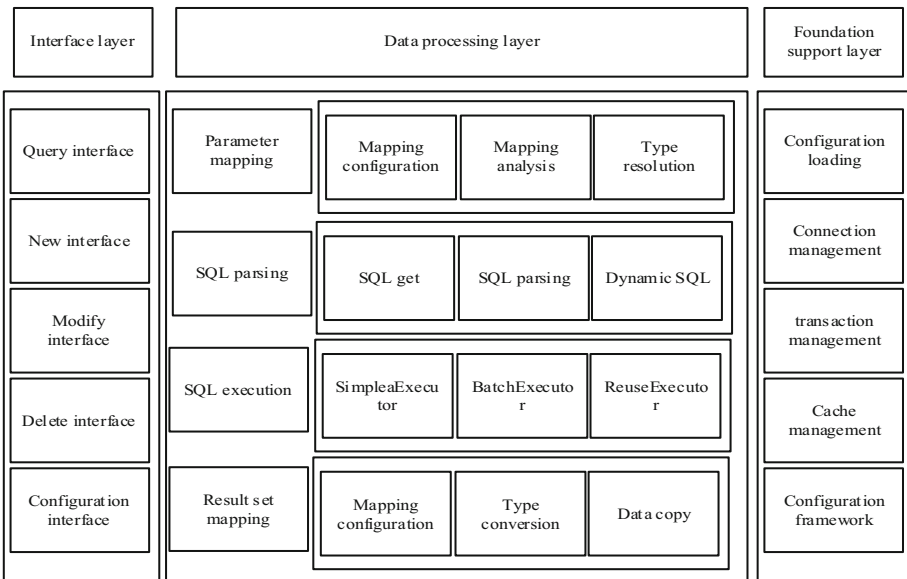 Interface layer
Data processing layer
Foundation
support layer
Query interface
New interface
Modify
interface
Delete interface
Configuration
interface
Parameter
mapping
Mapping
configuration
Mapping
analysis
Type
resolution
SQL parsing
SQL get
SQL parsing
Dynamic SQL
SQL execution
SimpleaExecu
tor
BatchExecuto
r
ReuseExecu
tor
Result set
mapping
Mapping
configuration
Type
conversion
Data copy
Configuration
loading
Connection
management
transaction
management
Cache
management
Configuration
framework